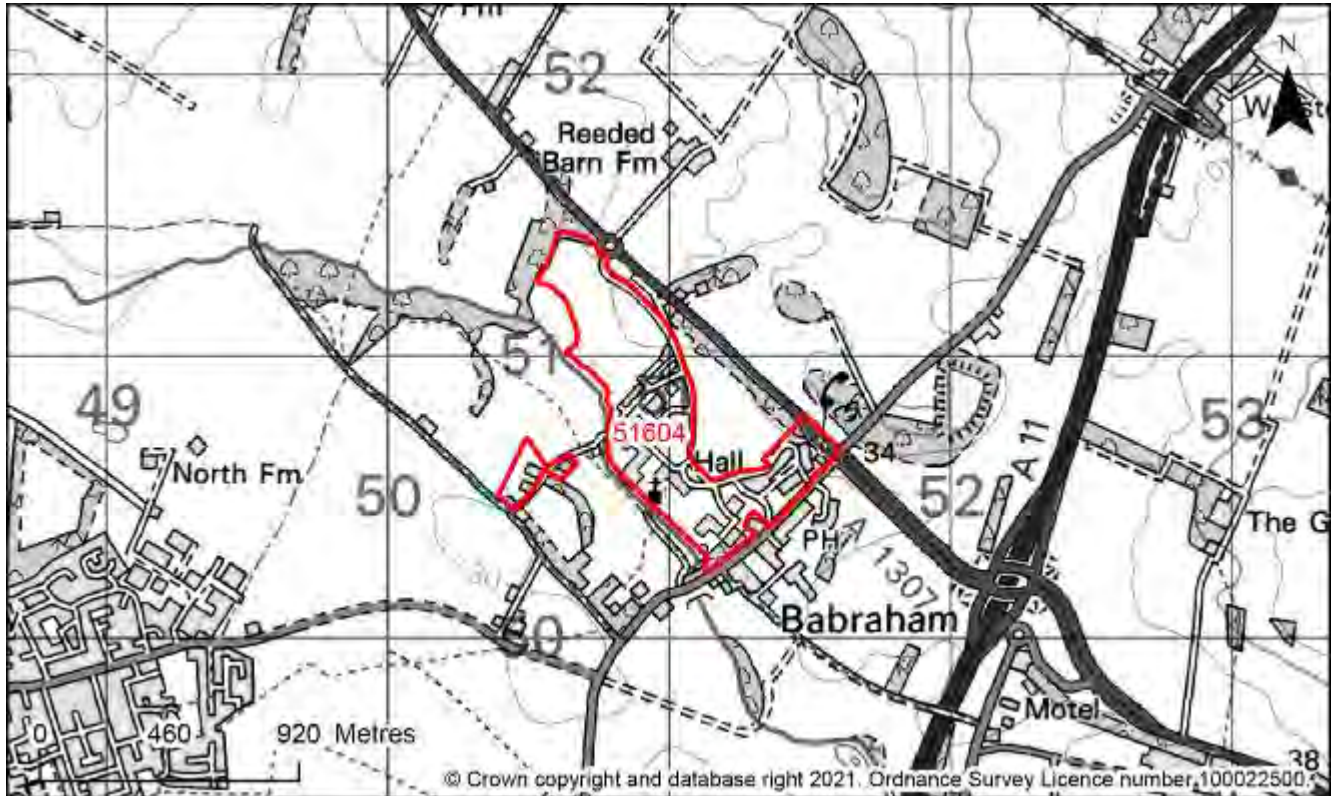 Fm
N
52
Reeded
Barn Fm
51
49
53
51604
Hall
34
North Fm
50
52
A 11
PH
The G
1307
Babraham
50
Motel
0 460 920 Metres
38
© Crown copyright and database right 2021. Ordnance Survey Licence number 100022500.